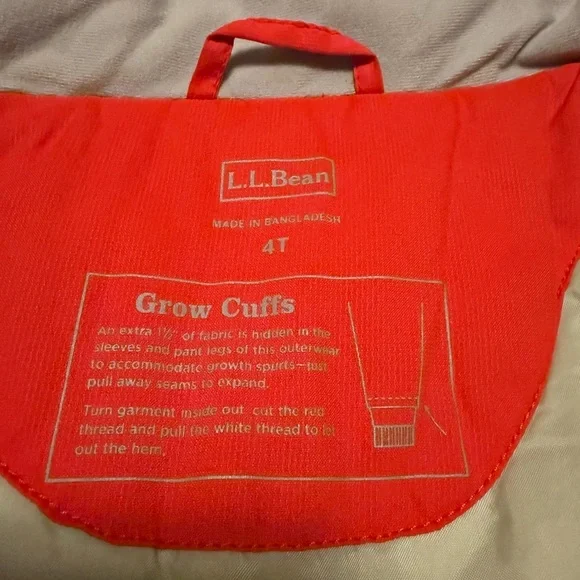 L.L.Bean
MADE IN BANGLADESH
4T
Grow Cuffs
An extra 1½" of fabric is hidden in the
sleeves and pant legs of this outerwear
to accommodate growth spurts—just
pull away seams to expand.
Turn garment inside out, cut the red
thread and pull the white thread to let
out the hem.